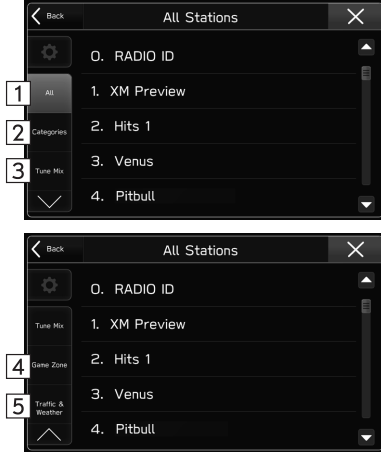 Back
All Stations
0. RADIO ID
1
All
1. XM Preview
2
Categories
2. Hits 1
3
Tune Mix
3. Venus
4. Pitbull
Back
All Stations
0. RADIO ID
Tune Mix
1. XM Preview
4
Game Zone
2. Hits 1
5
Traffic &
Weather
3. Venus
4. Pitbull